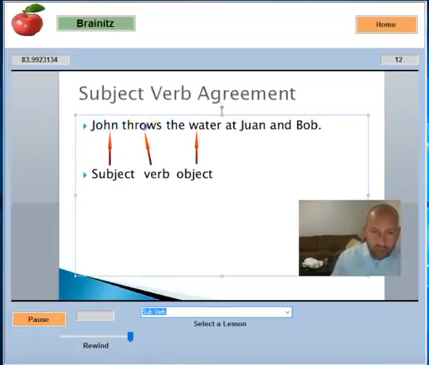 Brainitz
Home
83.9923134
12
Subject Verb Agreement
John throws the water at Juan and Bob.
Subject verb object
Pause
Sub Verb
Select a Lesson
Rewind